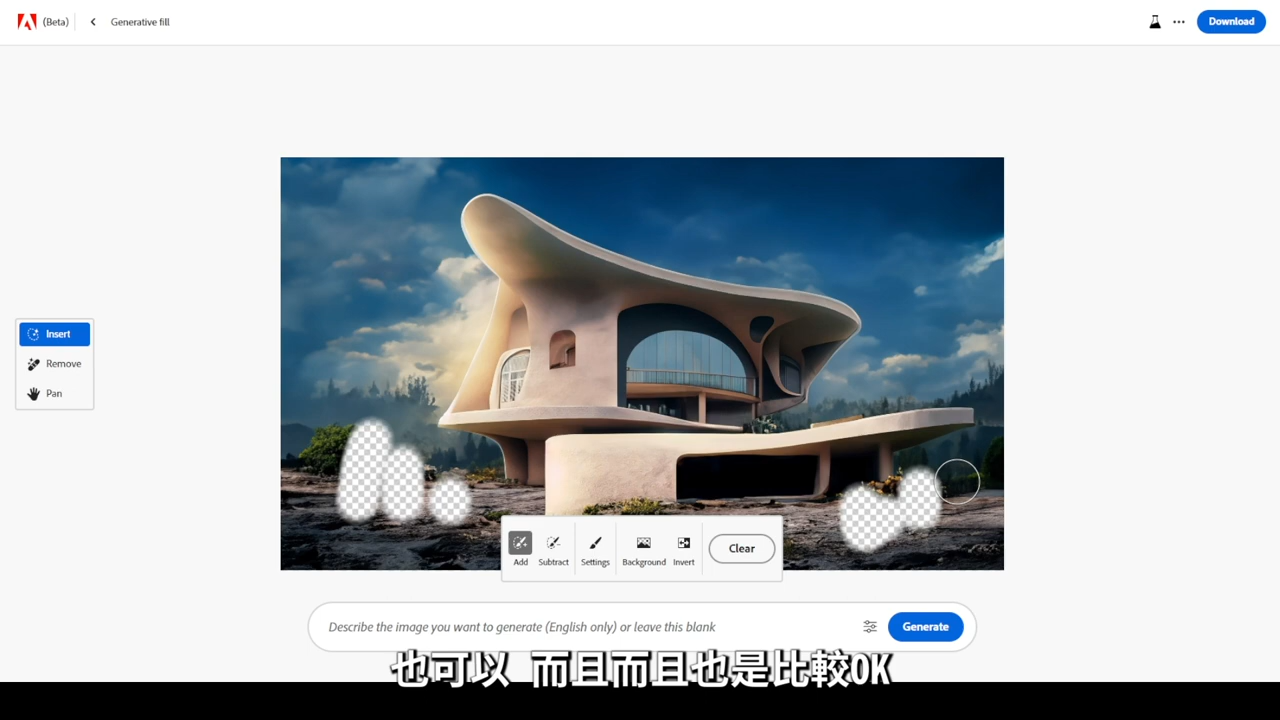 (Beta)
Generative fill
Download
Insert
Remove
Pan
Add
Subtract
Settings
Background
Invert
Clear
Describe the image you want to generate (English only) or leave this blank
Generate
也可以 而且而且也是比較OK